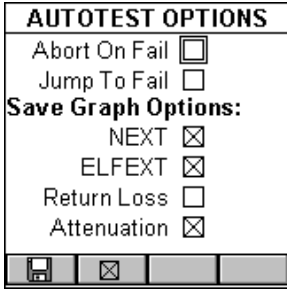 AUTOTEST OPTIONS
Abort On Fail
Jump To Fail
Save Graph Options:
NEXT
ELFEXT
Return Loss
Attenuation